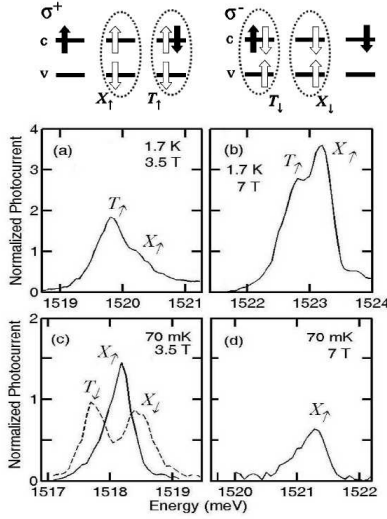 σ⁺ σ⁻
c c
v v
X↑ T↑ T↓ X↓
Normalized Photocurrent
4
3
2
1
0
(a) 1.7 K
3.5 T
T↑
X↑
1519 1520 1521
(b)
1.7 K
7 T
T↑
X↑
1522 1523 1524
Normalized Photocurrent
2
1
0
(c) 70 mK
3.5 T
X↑
T↓
X↓
1517 1518 1519
(d) 70 mK
7 T
X↑
1520 1521 1522
Energy (meV)